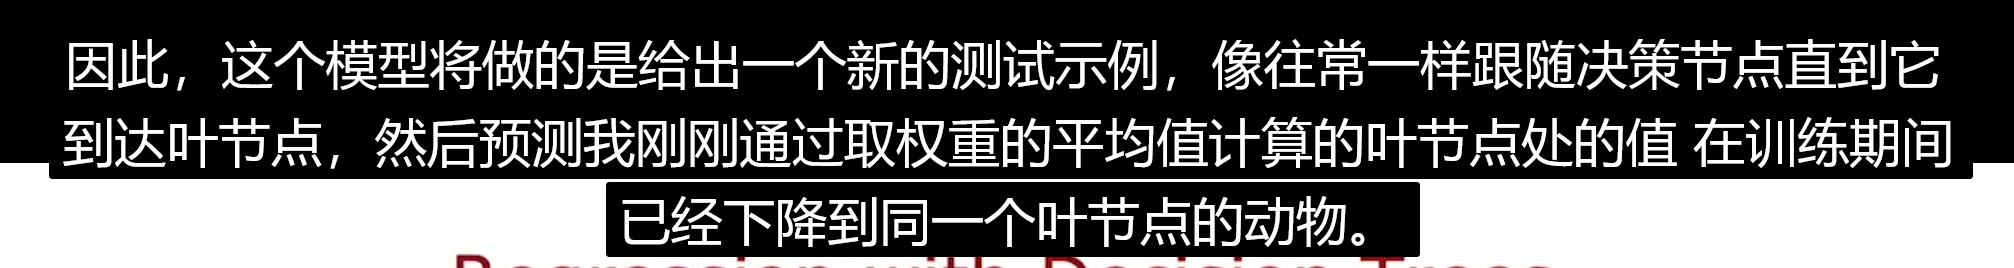 因此，这个模型将做的是给出一个新的测试示例，像往常一样跟随决策节点直到它
到达叶节点，然后预测我刚刚通过取权重的平均值计算的叶节点处的值 在训练期间
已经下降到同一个叶节点的动物。
Regression with Decision Trees